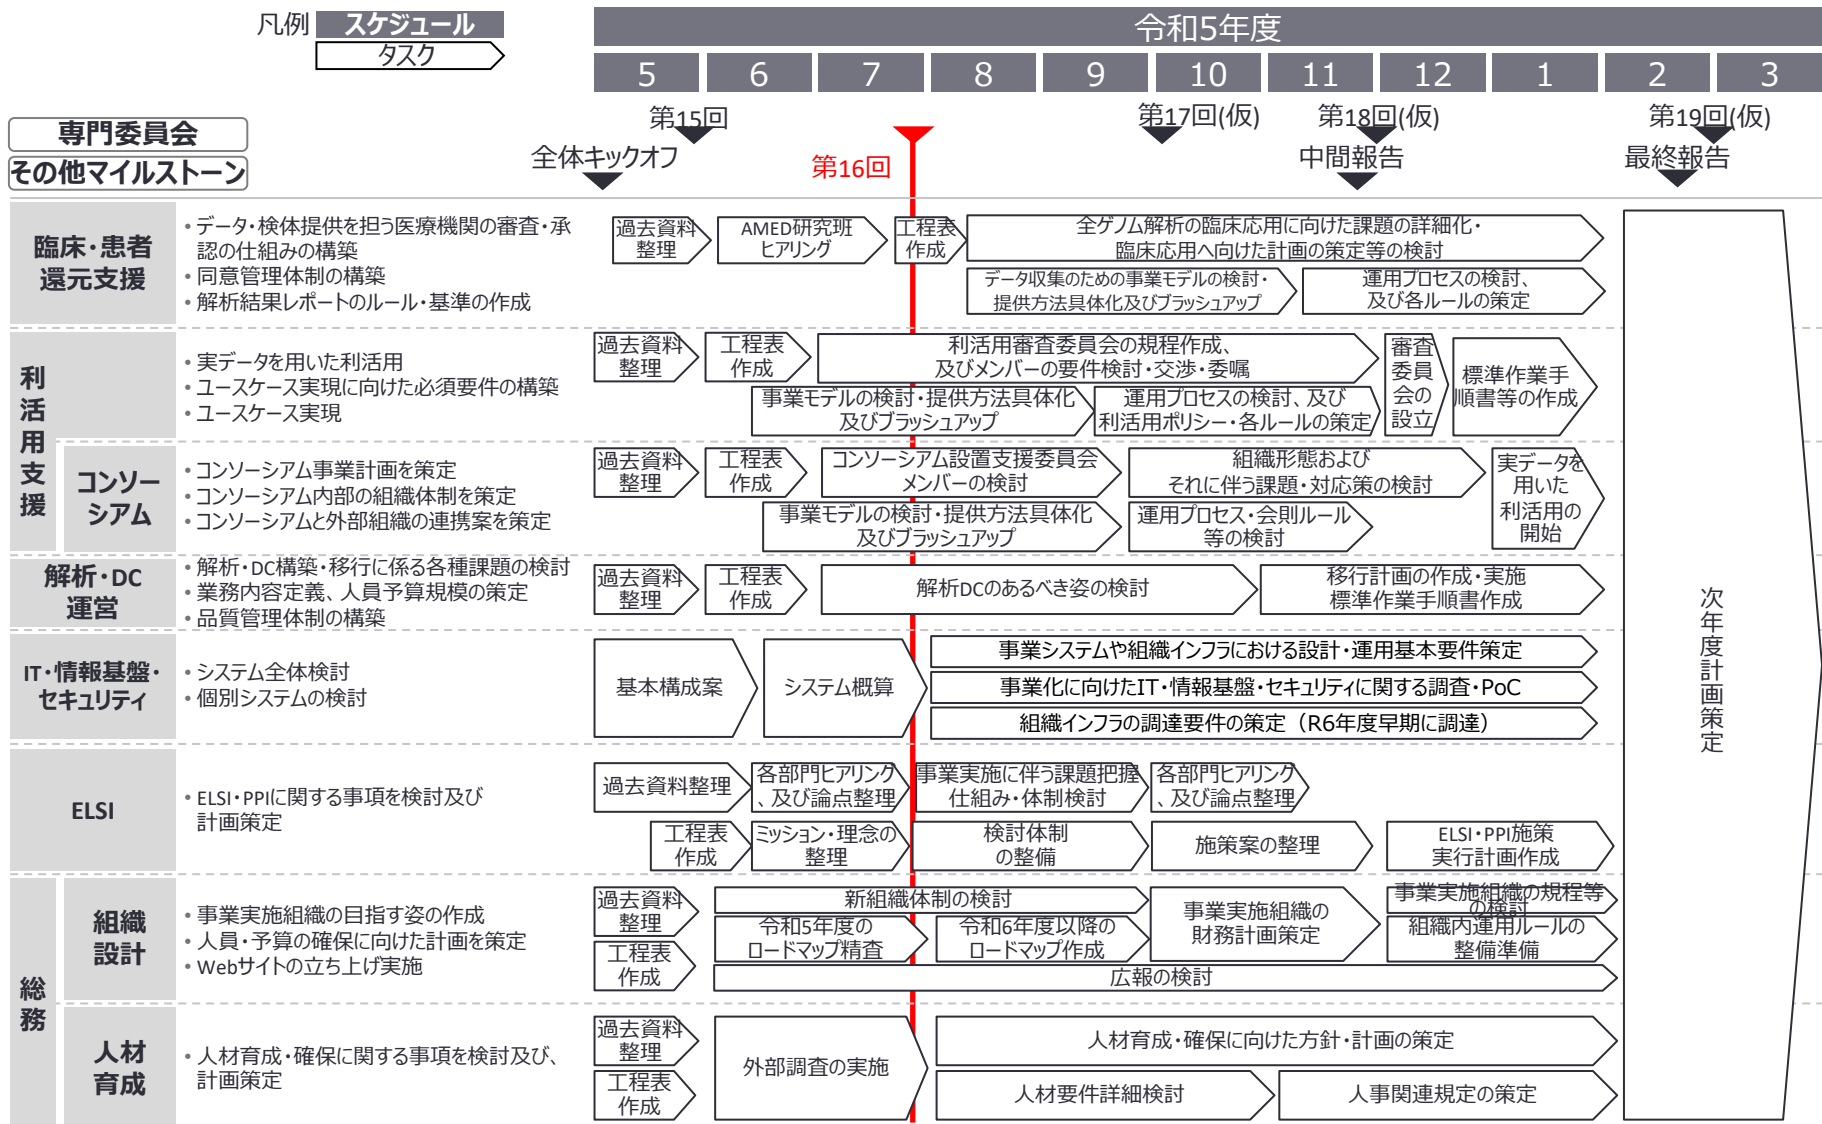 凡例
スケジュール
タスク
令和5年度
5 6 7 8 9 10 11 12 1 2 3
専門委員会
第15回
第16回
第17回(仮)
第18回(仮)
第19回(仮)
その他マイルストーン
全体キックオフ
中間報告
最終報告
臨床・患者
還元支援
• データ・検体提供を担う医療機関の審査・承
認の仕組みの構築
• 同意管理体制の構築
• 解析結果レポートのルール・基準の作成
過去資料
整理
AMED研究班
ヒアリング
工程表
作成
全ゲノム解析の臨床応用に向けた課題の詳細化・
臨床応用へ向けた計画の策定等の検討
データ収集のための事業モデルの検討・
提供方法具体化及びブラッシュアップ
運用プロセスの検討、
及び各ルールの策定
利活用支援
• 実データを用いた利活用
• ユースケース実現に向けた必須要件の構築
• ユースケース実現
過去資料
整理
工程表
作成
利活用審査委員会の規程作成、
及びメンバーの要件検討・交渉・委嘱
審査
委員
会の
設立
標準作業手
順書等の作成
事業モデルの検討・提供方法具体化
及びブラッシュアップ
運用プロセスの検討、及び
利活用ポリシー・各ルールの策定
コンソー
シアム
• コンソーシアム事業計画を策定
• コンソーシアム内部の組織体制を策定
• コンソーシアムと外部組織の連携案を策定
過去資料
整理
工程表
作成
コンソーシアム設置支援委員会
メンバーの検討
組織形態および
それに伴う課題・対応策の検討
実データを
用いた
利活用の
開始
事業モデルの検討・提供方法具体化
及びブラッシュアップ
運用プロセス・会則ルール
等の検討
解析・DC
運営
• 解析・DC構築・移行に係る各種課題の検討
• 業務内容定義、人員予算規模の策定
• 品質管理体制の構築
過去資料
整理
工程表
作成
解析DCのあるべき姿の検討
移行計画の作成・実施
標準作業手順書作成
IT・情報基盤・
セキュリティ
• システム全体検討
• 個別システムの検討
基本構成案
システム概算
事業システムや組織インフラにおける設計・運用基本要件策定
事業化に向けたIT・情報基盤・セキュリティに関する調査・PoC
組織インフラの調達要件の策定（R6年度早期に調達）
ELSI
• ELSI・PPIに関する事項を検討及び
計画策定
過去資料整理
各部門ヒアリング
、及び論点整理
事業実施に伴う課題把握
仕組み・体制検討
各部門ヒアリング
、及び論点整理
工程表
作成
ミッション・理念の
整理
検討体制
の整備
施策案の整理
ELSI・PPI施策
実行計画作成
総務
組織
設計
• 事業実施組織の目指す姿の作成
• 人員・予算の確保に向けた計画を策定
• Webサイトの立ち上げ実施
過去資料
整理
工程表
作成
新組織体制の検討
令和5年度の
ロードマップ精査
令和6年度以降の
ロードマップ作成
事業実施組織の
財務計画策定
事業実施組織の規程等
の検討
組織内運用ルールの
整備準備
広報の検討
人材
育成
• 人材育成・確保に関する事項を検討及び、
計画策定
過去資料
整理
工程表
作成
外部調査の実施
人材育成・確保に向けた方針・計画の策定
人材要件詳細検討
人事関連規定の策定
次年度計画策定